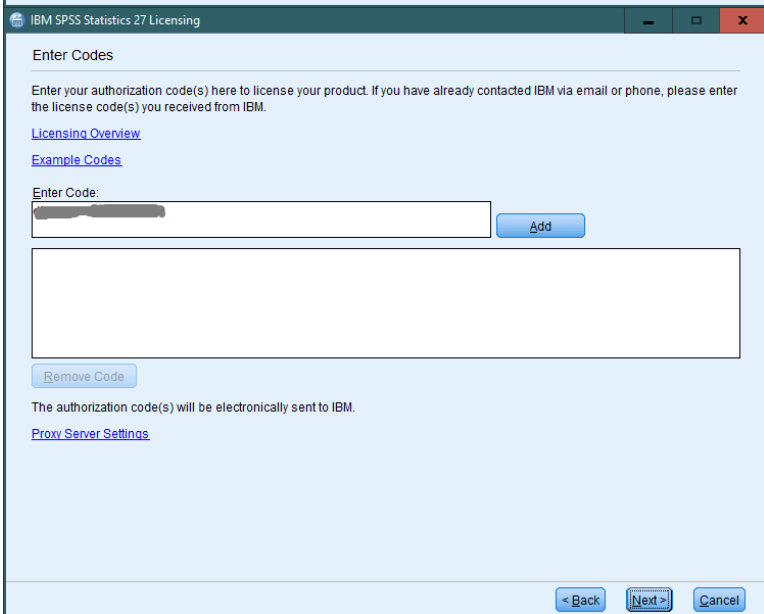 IBM SPSS Statistics 27 Licensing
Enter Codes
Enter your authorization code(s) here to license your product. If you have already contacted IBM via email or phone, please enter
the license code(s) you received from IBM.
Licensing Overview
Example Codes
Enter Code:
Add
Remove Code
The authorization code(s) will be electronically sent to IBM.
Proxy Server Settings
< Back
Next >
Cancel